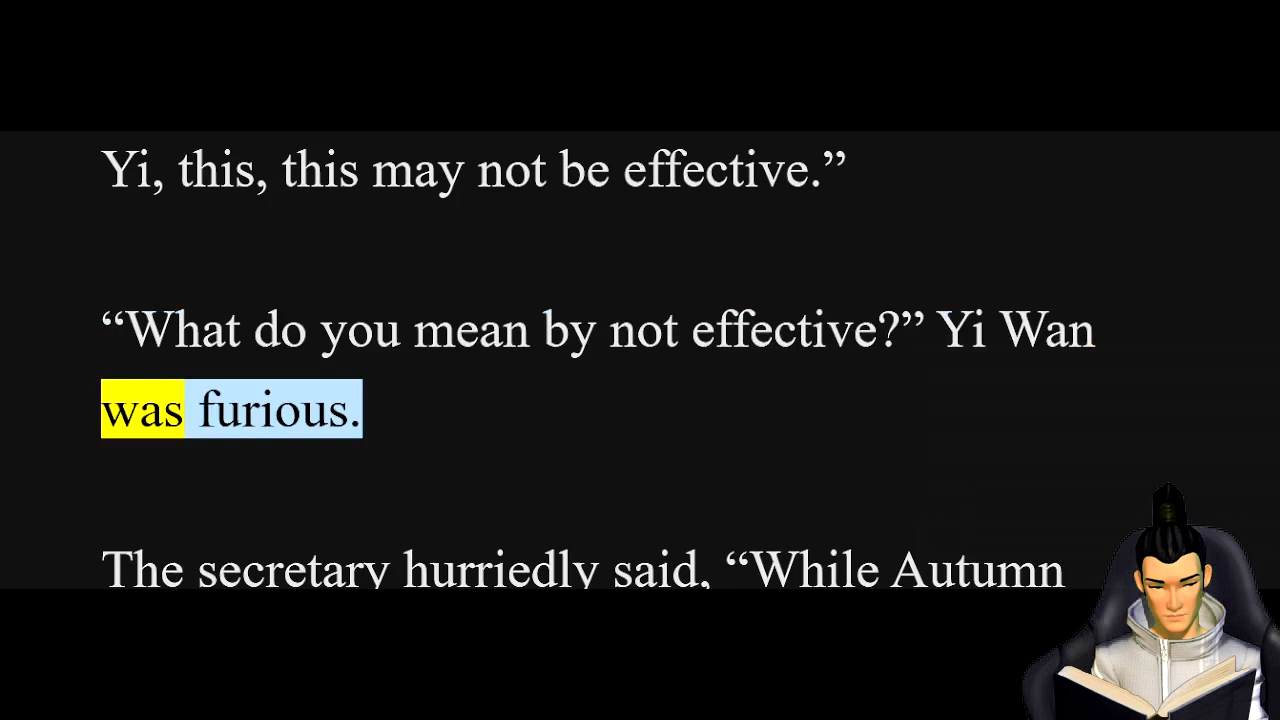 Yi, this, this may not be effective.”
“What do you mean by not effective?” Yi Wan
was furious.
The secretary hurriedly said, “While Autumn